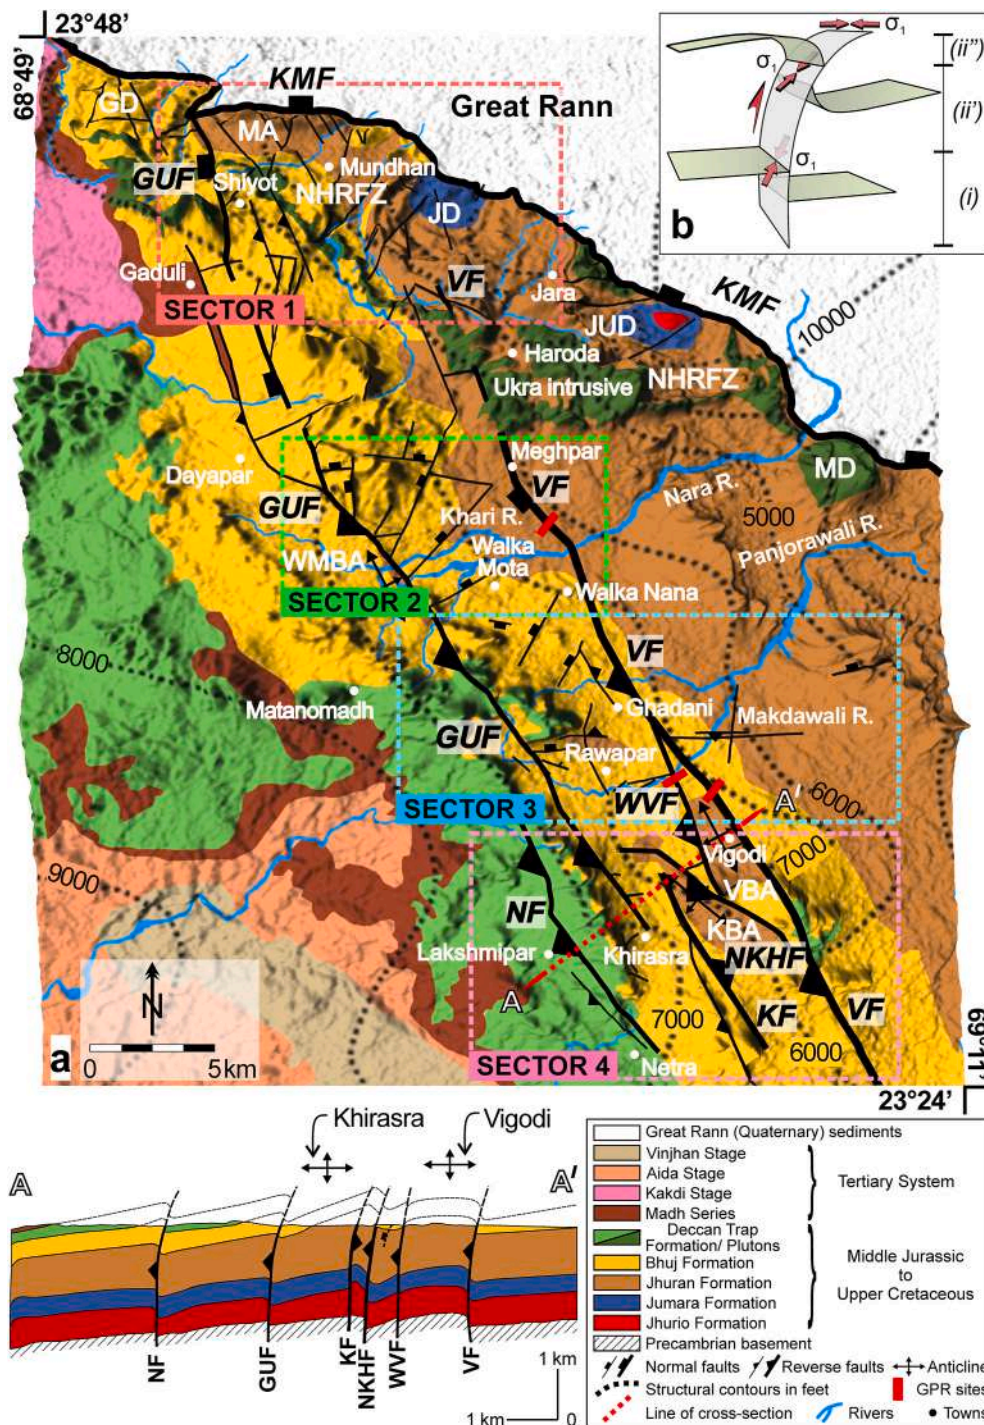 23°48'
68°49'
KMF
Great Rann
GD
MA
Mundhan
GUF
Shiyot
NHRFZ
JD
VF
Gaduli
Jara
KMF
SECTOR 1
JUD
10000
Haroda
NHRFZ
Ukra intrusive
Meghpar
MD
Dayapar
VF
GUF
Nara R.
5000
Khari R.
Panjorawali R.
WMBA
Walka
Mota
SECTOR 2
Walka Nana
8000
VF
Matanomadh
Ghadani
Makdawali R.
GUF
Rawapar
WVF
A'
6000
SECTOR 3
Vigodi
7000
9000
VBA
NF
KBA
Lakshmipar
Khirasra
NKHF
A
KF
VF
N
7000
6000
a
0
5km
SECTOR 4
Netra
69°11'
23°24'
b
σ1
σ1
σ1
(ii")
(ii')
(i)
Khirasra
Vigodi
A
A'
NF
GUF
KF
NKHF
WVF
VF
1 km
1 km
0
Great Rann (Quaternary) sediments
Vinjhan Stage
Aida Stage
Kakdi Stage
Madh Series
Tertiary System
Deccan Trap
Formation/ Plutons
Bhuj Formation
Jhuran Formation
Jumara Formation
Jhurio Formation
Middle Jurassic
to
Upper Cretaceous
Precambrian basement
Normal faults
Reverse faults
Anticline
Structural contours in feet
GPR sites
Line of cross-section
Rivers
Towns